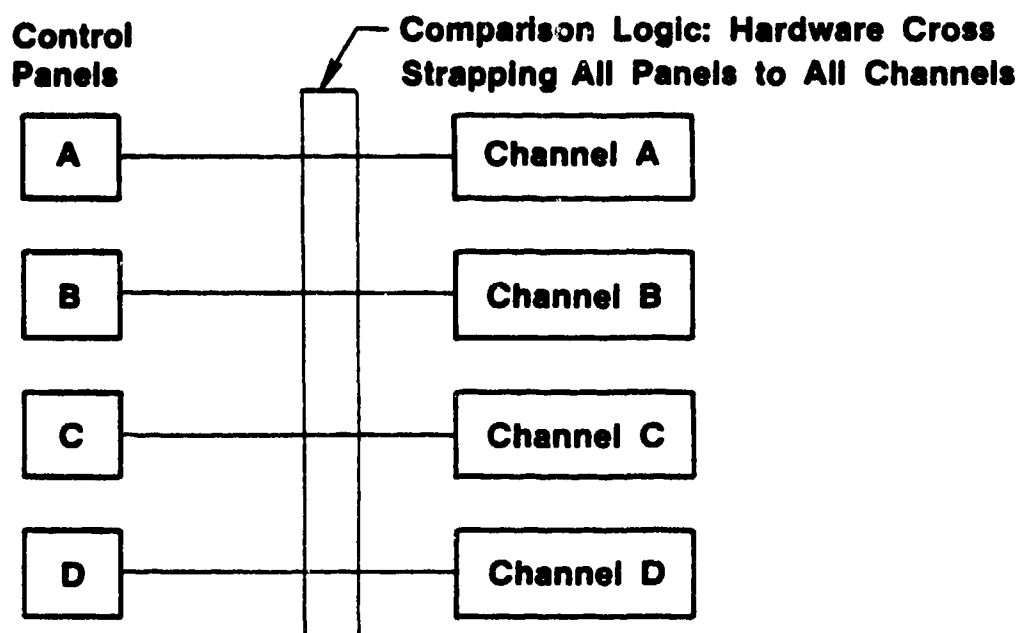 Control
Panels
Comparison Logic: Hardware Cross
Strapping All Panels to All Channels
A
Channel A
B
Channel B
C
Channel C
D
Channel D